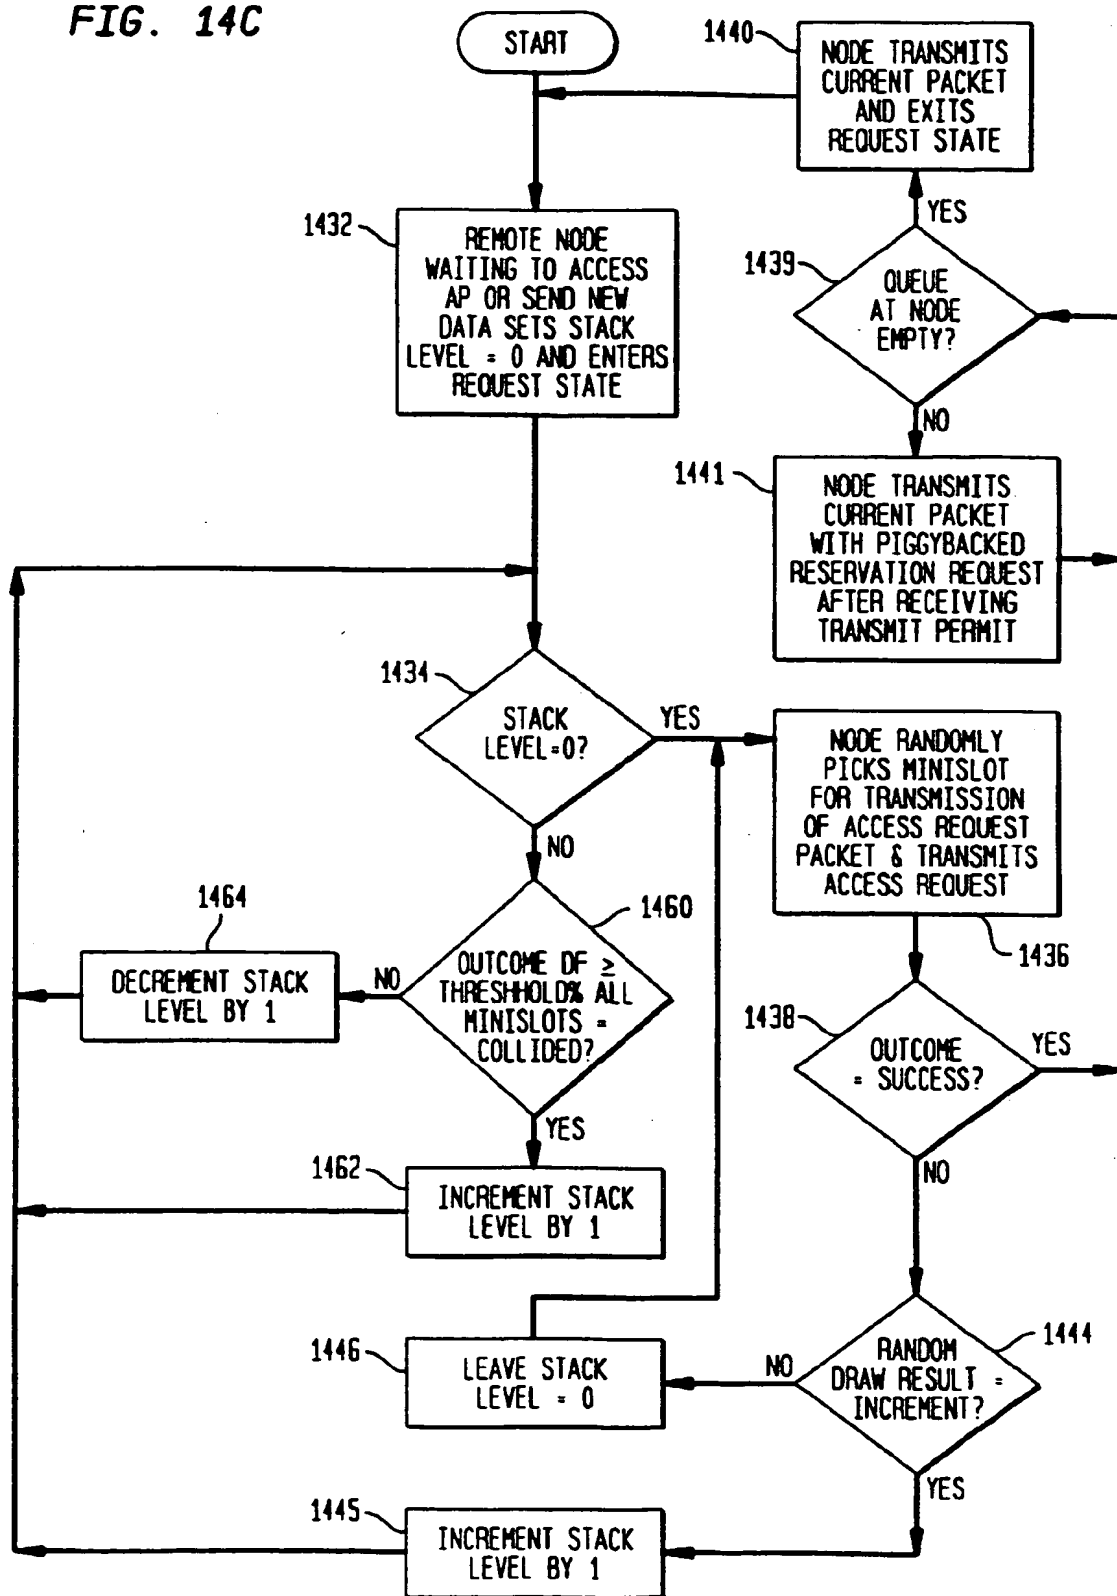 FIG. 14C
START
1440
NODE TRANSMITS
CURRENT PACKET
AND EXITS
REQUEST STATE
YES
1432
REMOTE NODE
WAITING TO ACCESS
AP OR SEND NEW
DATA SETS STACK
LEVEL = 0 AND ENTERS
REQUEST STATE
1439
QUEUE
AT NODE
EMPTY?
NO
1441
NODE TRANSMITS
CURRENT PACKET
WITH PIGGYBACKED
RESERVATION REQUEST
AFTER RECEIVING
TRANSMIT PERMIT
1434
STACK
LEVEL=0?
YES
NO
NODE RANDOMLY
PICKS MINISLOT
FOR TRANSMISSION
OF ACCESS REQUEST
PACKET & TRANSMITS
ACCESS REQUEST
1436
1464
DECREMENT STACK
LEVEL BY 1
NO
1460
OUTCOME OF ≥
THRESHHOLD% ALL
MINISLOTS =
COLLIDED?
YES
1438
OUTCOME
= SUCCESS?
YES
NO
1462
INCREMENT STACK
LEVEL BY 1
1446
LEAVE STACK
LEVEL = 0
NO
1444
RANDOM
DRAW RESULT =
INCREMENT?
YES
1445
INCREMENT STACK
LEVEL BY 1